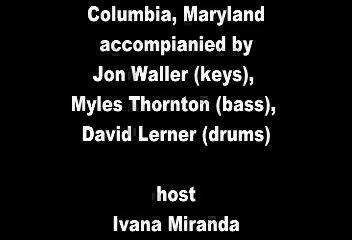 Columbia, Maryland
accompianied by
Jon Waller (keys),
Myles Thornton (bass),
David Lerner (drums)
host
Ivana Miranda